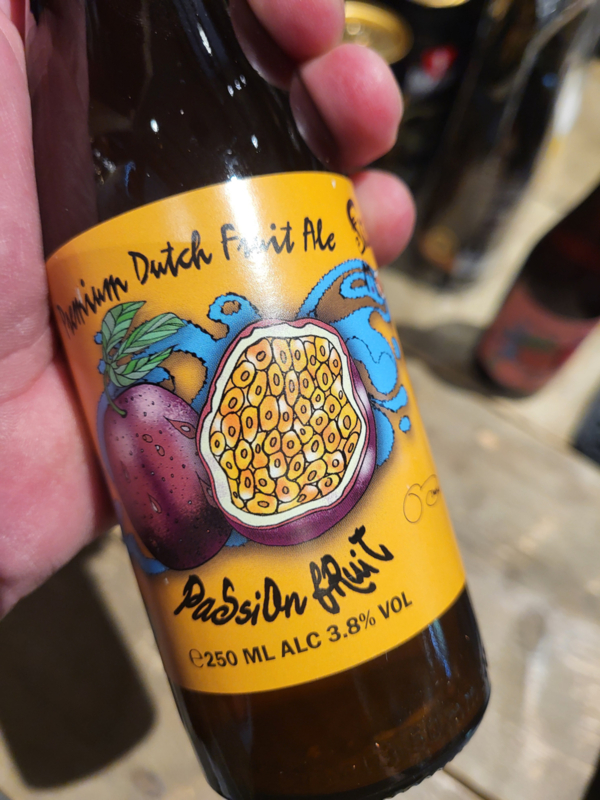 Premium Dutch Fruit Ale
PaSsiOn fRuiT
℮250 ML ALC 3.8% VOL